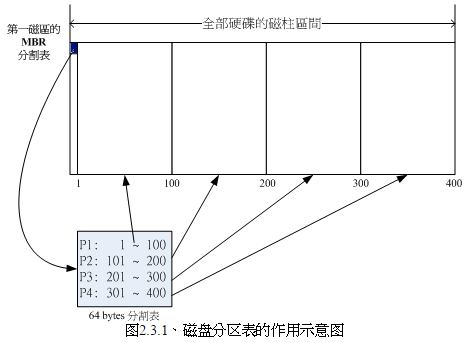 全部硬碟的磁柱區間
第一磁區的
MBR
分割表
1 100 200 300 400
P1: 1 ~ 100
P2: 101 ~ 200
P3: 201 ~ 300
P4: 301 ~ 400
64 bytes 分割表
图2.3.1、磁盘分区表的作用示意图